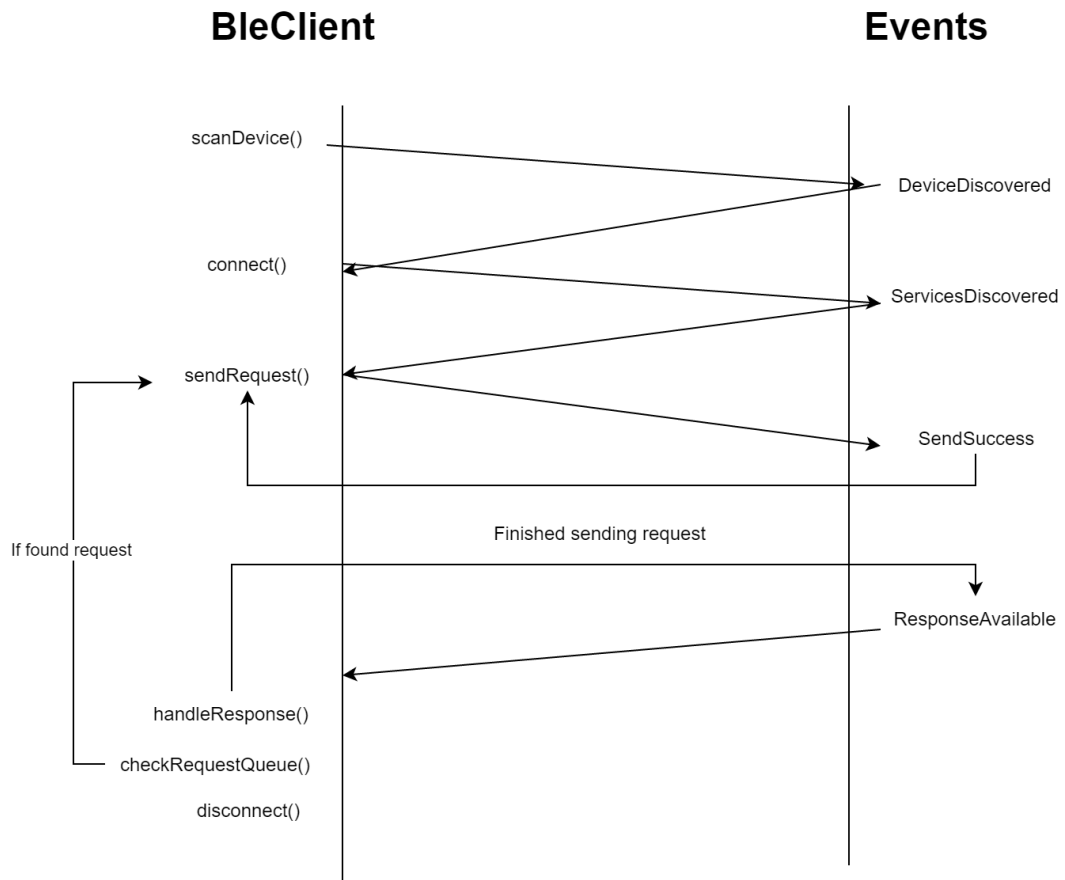 BleClient
Events
scanDevice()
DeviceDiscovered
connect()
ServicesDiscovered
sendRequest()
SendSuccess
Finished sending request
If found request
ResponseAvailable
handleResponse()
checkRequestQueue()
disconnect()